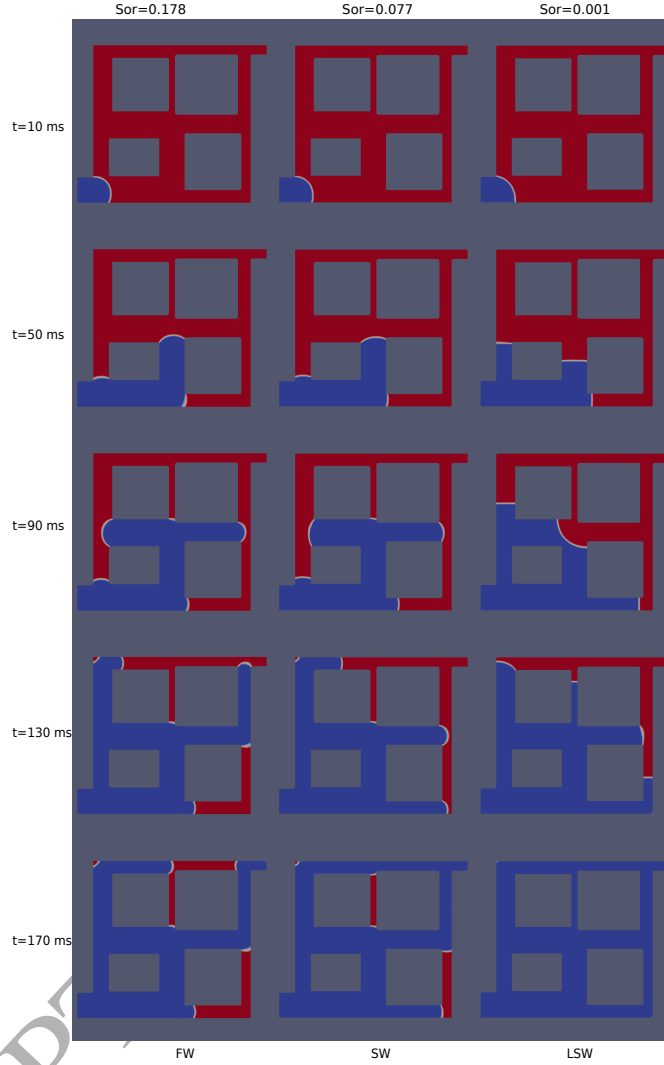 Sor=0.178 Sor=0.077 Sor=0.001
t=10 ms
t=50 ms
t=90 ms
t=130 ms
t=170 ms
FW SW LSW